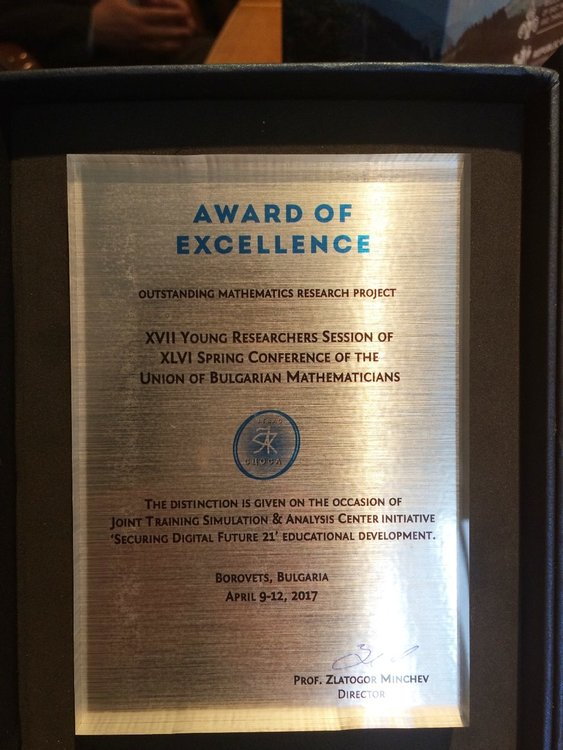 AWARD OF
EXCELLENCE
OUTSTANDING MATHEMATICS RESEARCH PROJECT
XVII YOUNG RESEARCHERS SESSION OF
XLVI SPRING CONFERENCE OF THE
UNION OF BULGARIAN MATHEMATICIANS
THE DISTINCTION IS GIVEN ON THE OCCASION OF
JOINT TRAINING SIMULATION & ANALYSIS CENTER INITIATIVE
'SECURING DIGITAL FUTURE 21' EDUCATIONAL DEVELOPMENT.
BOROVETS, BULGARIA
APRIL 9-12, 2017
PROF. ZLATOGOR MINCHEV
DIRECTOR